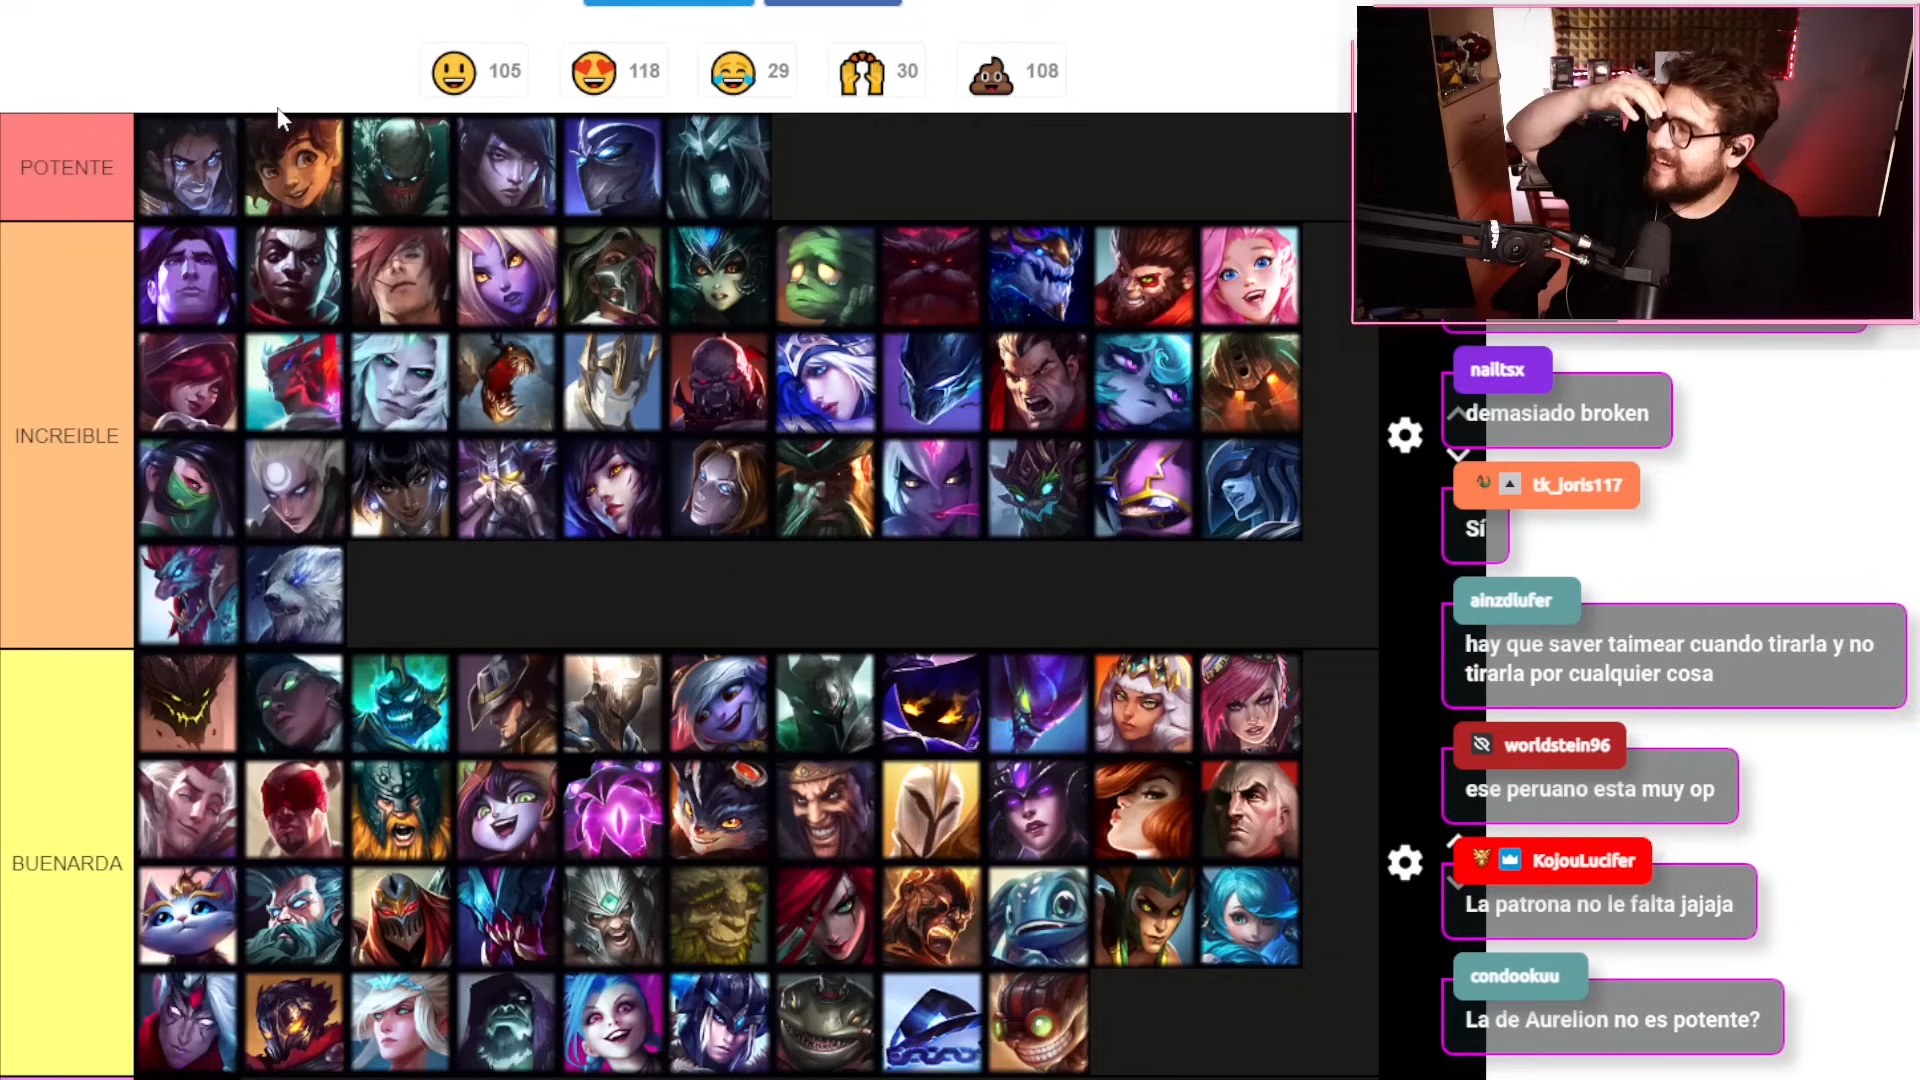 105
118
29
30
108
POTENTE
INCREIBLE
BUENARDA
nailtsx
demasiado broken
tk_joris117
Sí
ainzdlufer
hay que saver taimear cuando tirarla y no
tirarla por cualquier cosa
worldstein96
ese peruano esta muy op
KojouLucifer
La patrona no le falta jajaja
condookuu
La de Aurelion no es potente?